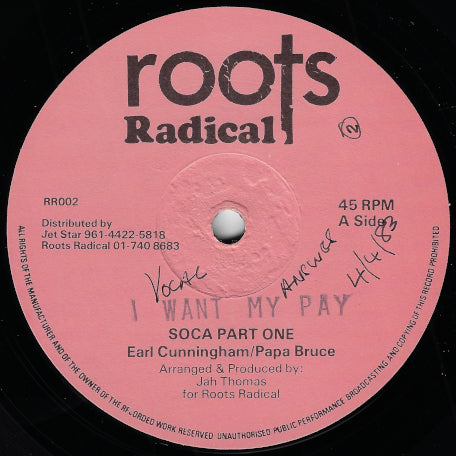 roots
Radical
2
RR002
45 RPM
A Side
Distributed by
Jet Star 961-4422-5818
Roots Radical 01-740 8683
VOCAL
ANSWER
4/4/83
I WANT MY PAY
SOCA PART ONE
Earl Cunningham/Papa Bruce
Arranged & Produced by:
Jah Thomas
for Roots Radical
ALL RIGHTS OF THE MANUFACTURER AND OF THE OWNER OF THE RECORDED WORK RESERVED UNAUTHORISED PUBLIC PERFORMANCE BROADCASTING AND COPYING OF THIS RECORD PROHIBITED